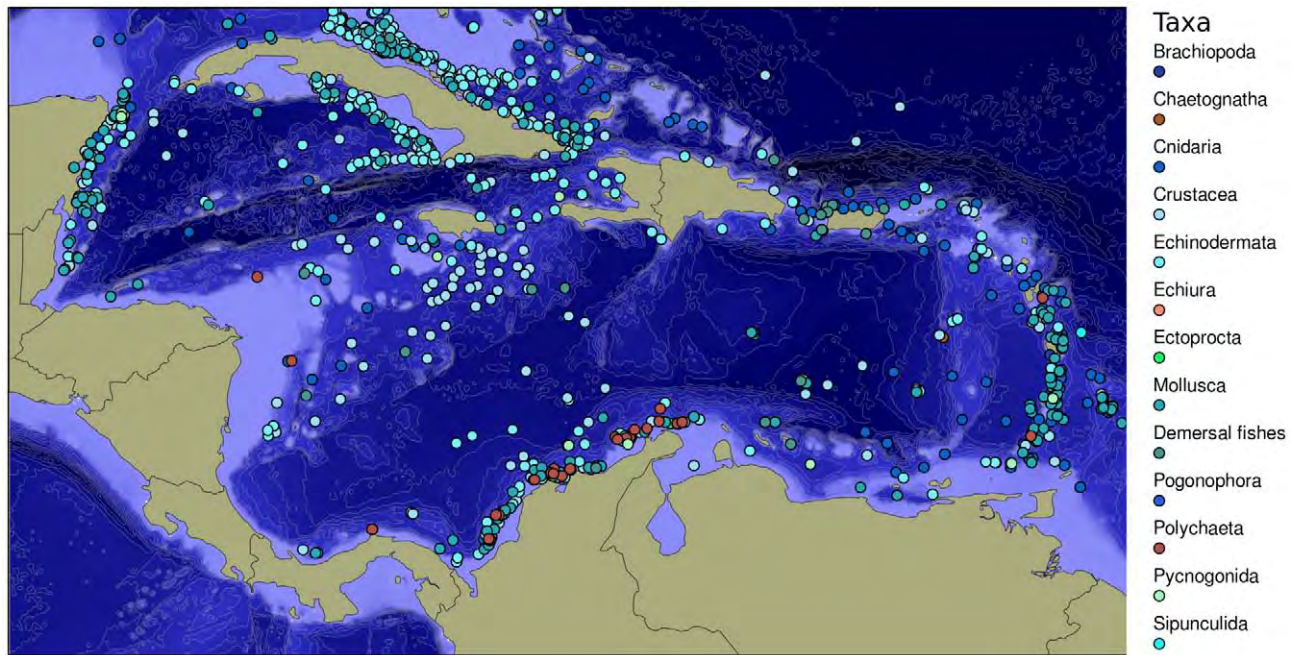 Taxa
Brachiopoda
Chaetognatha
Cnidaria
Crustacea
Echinodermata
Echiura
Ectoprocta
Mollusca
Demersal fishes
Pogonophora
Polychaeta
Pycnogonida
Sipunculida